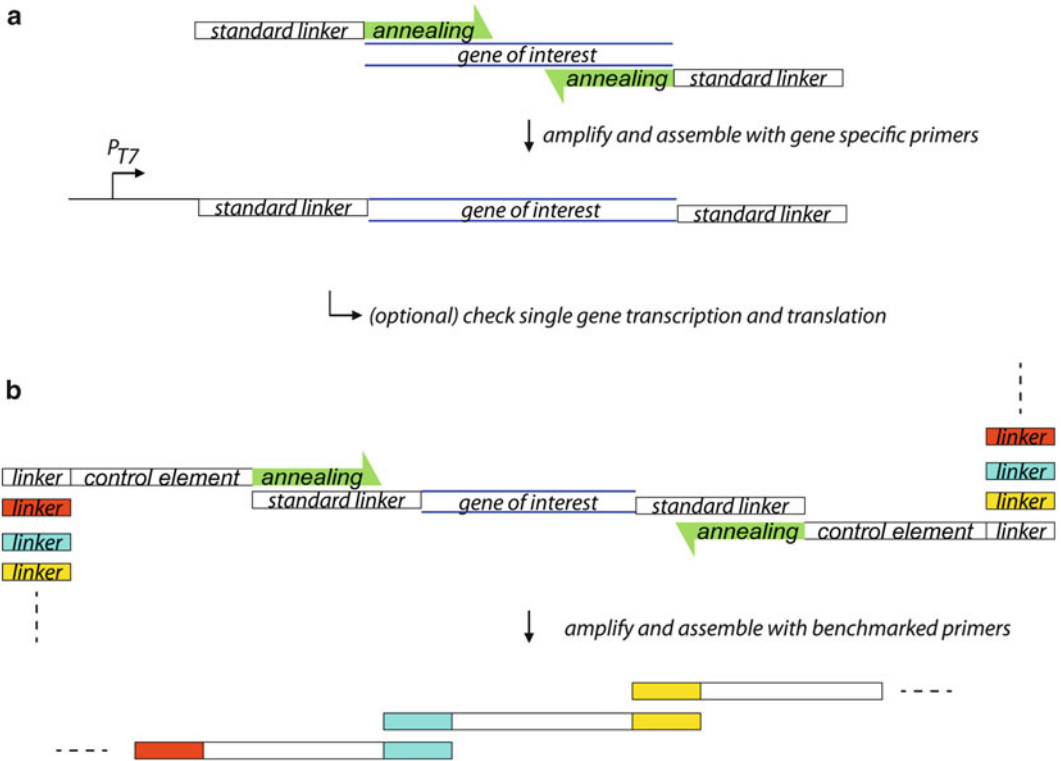 a
standard linker annealing
gene of interest
annealing standard linker
amplify and assemble with gene specific primers
PT7
standard linker gene of interest standard linker
(optional) check single gene transcription and translation
b
linker
linker control element annealing linker
standard linker gene of interest standard linker linker
linker annealing control element linker
linker
linker
amplify and assemble with benchmarked primers